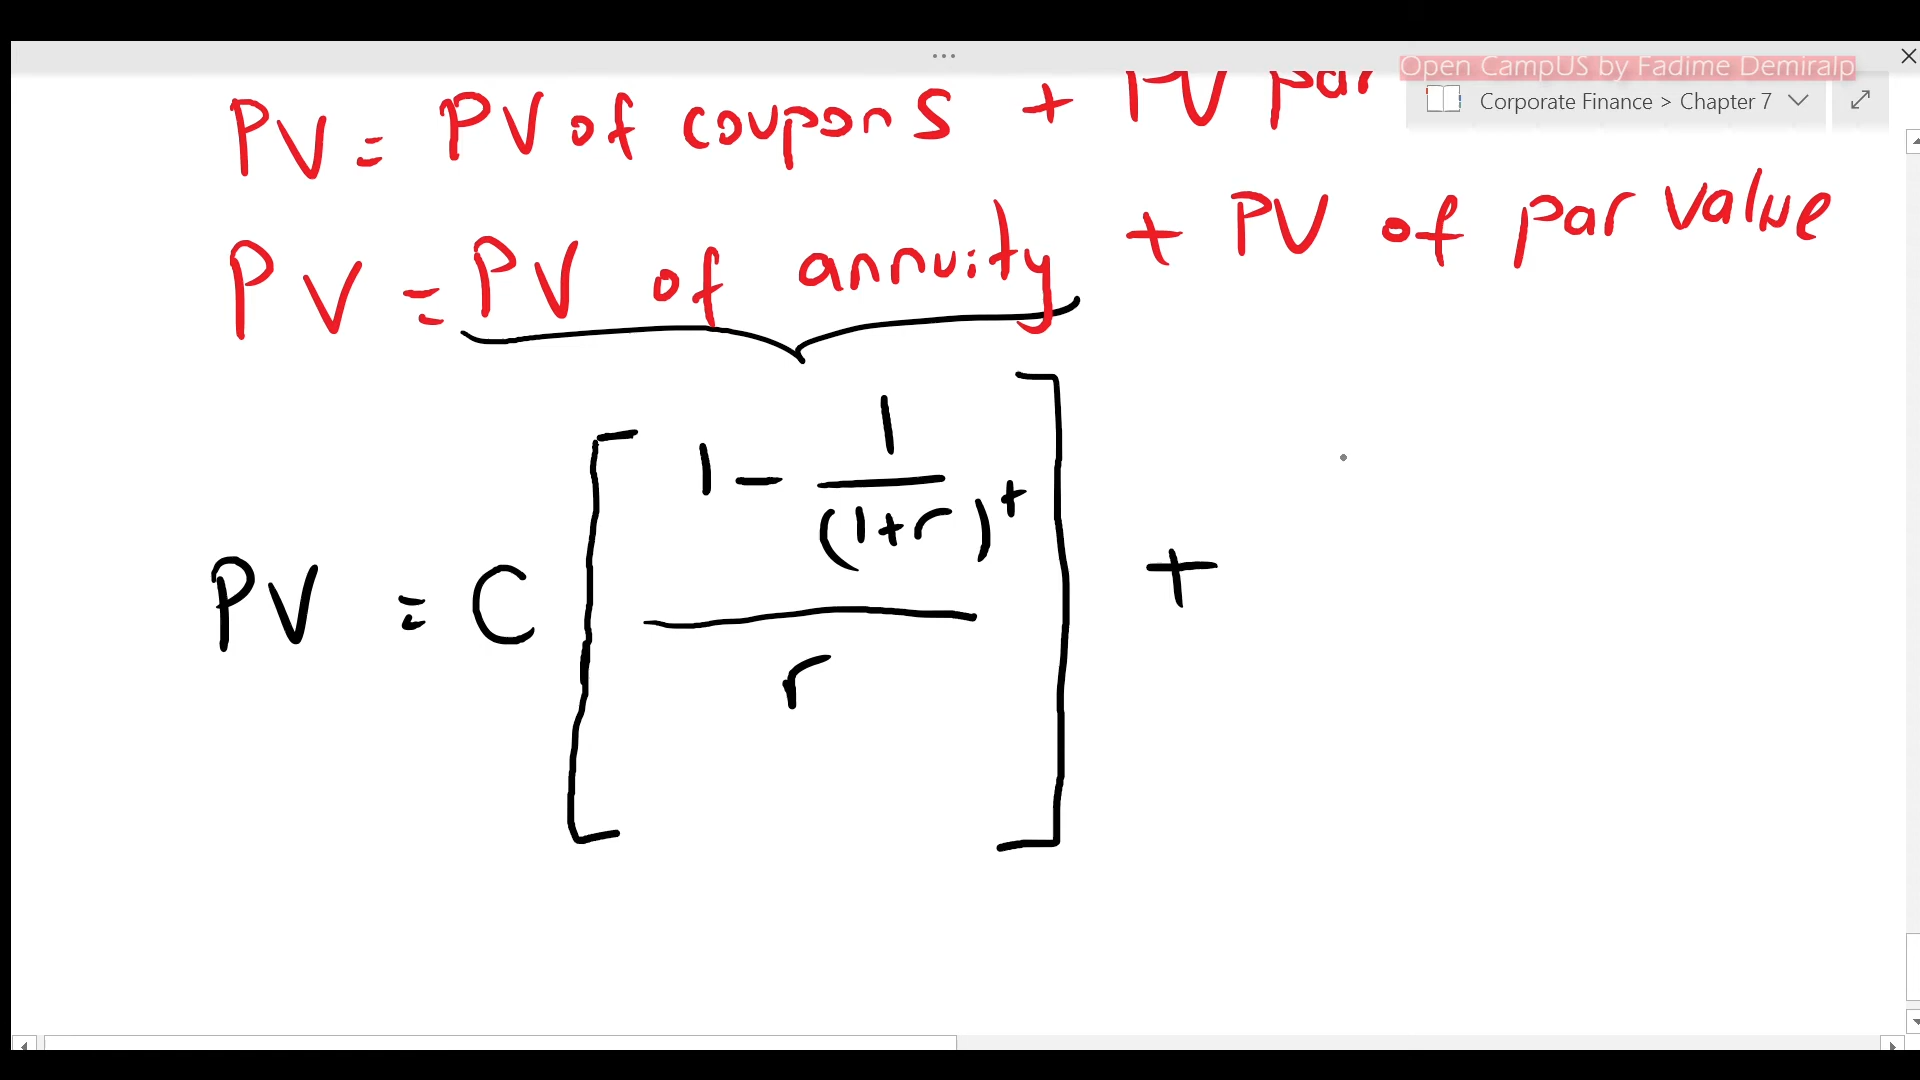 Open CampUS by Fadime Demiralp
Corporate Finance > Chapter 7
PV = PV of coupons + PV par
PV = PV of annuity + PV of par value
PV = C [ (1 - 1/(1+r)^t) / r ] +